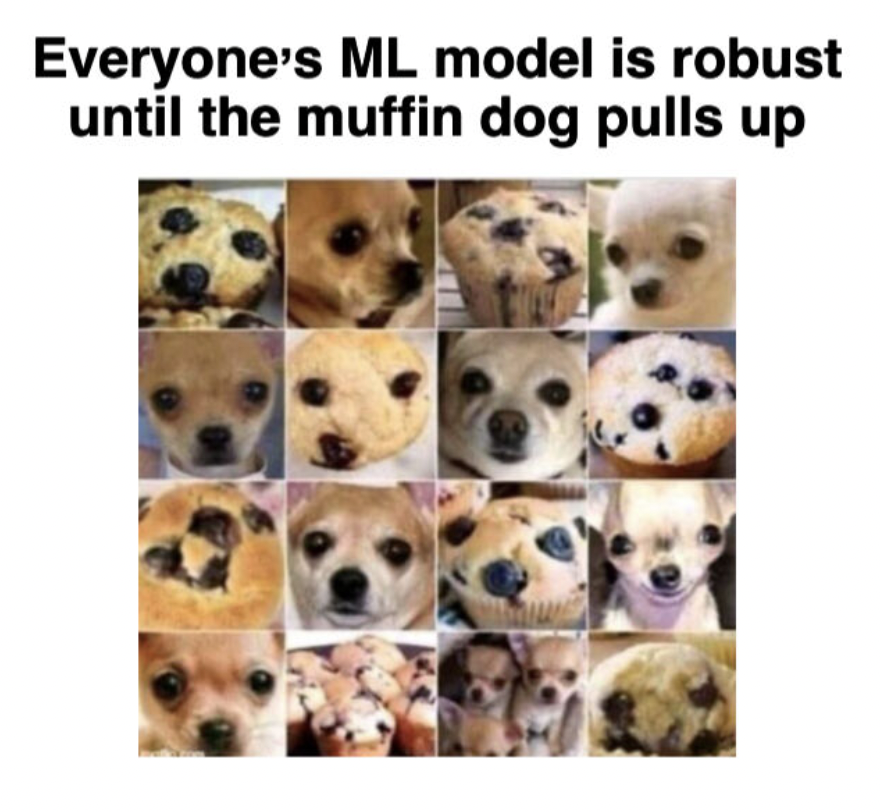 Everyone's ML model is robust
until the muffin dog pulls up